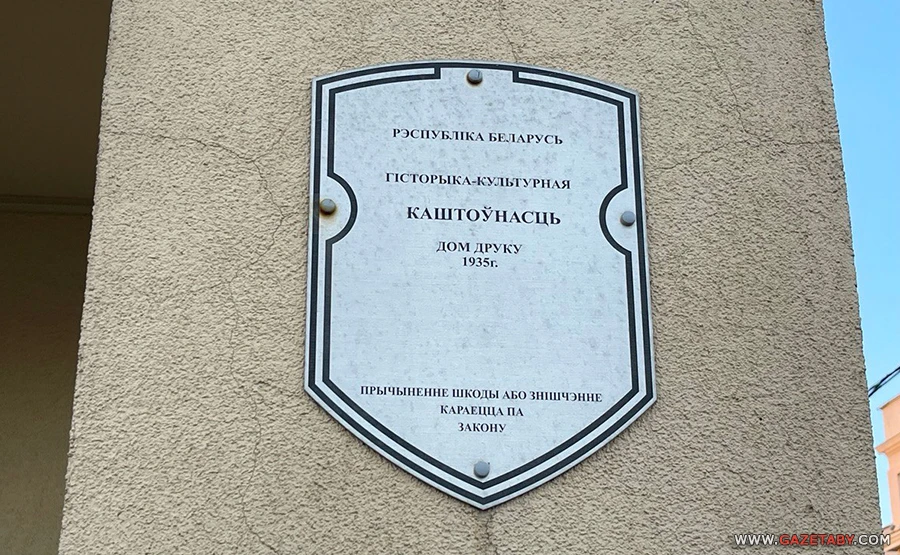 РЭСПУБЛІКА БЕЛАРУСЬ
ГІСТОРЫКА-КУЛЬТУРНАЯ
КАШТОЎНАСЦЬ
ДОМ ДРУКУ
1935г.
ПРЫЧЫНЕННЕ ШКОДЫ АБО ЗНІШЧЭННЕ
КАРАЕЦЦА ПА
ЗАКОНУ
WWW.GAZETABY.COM